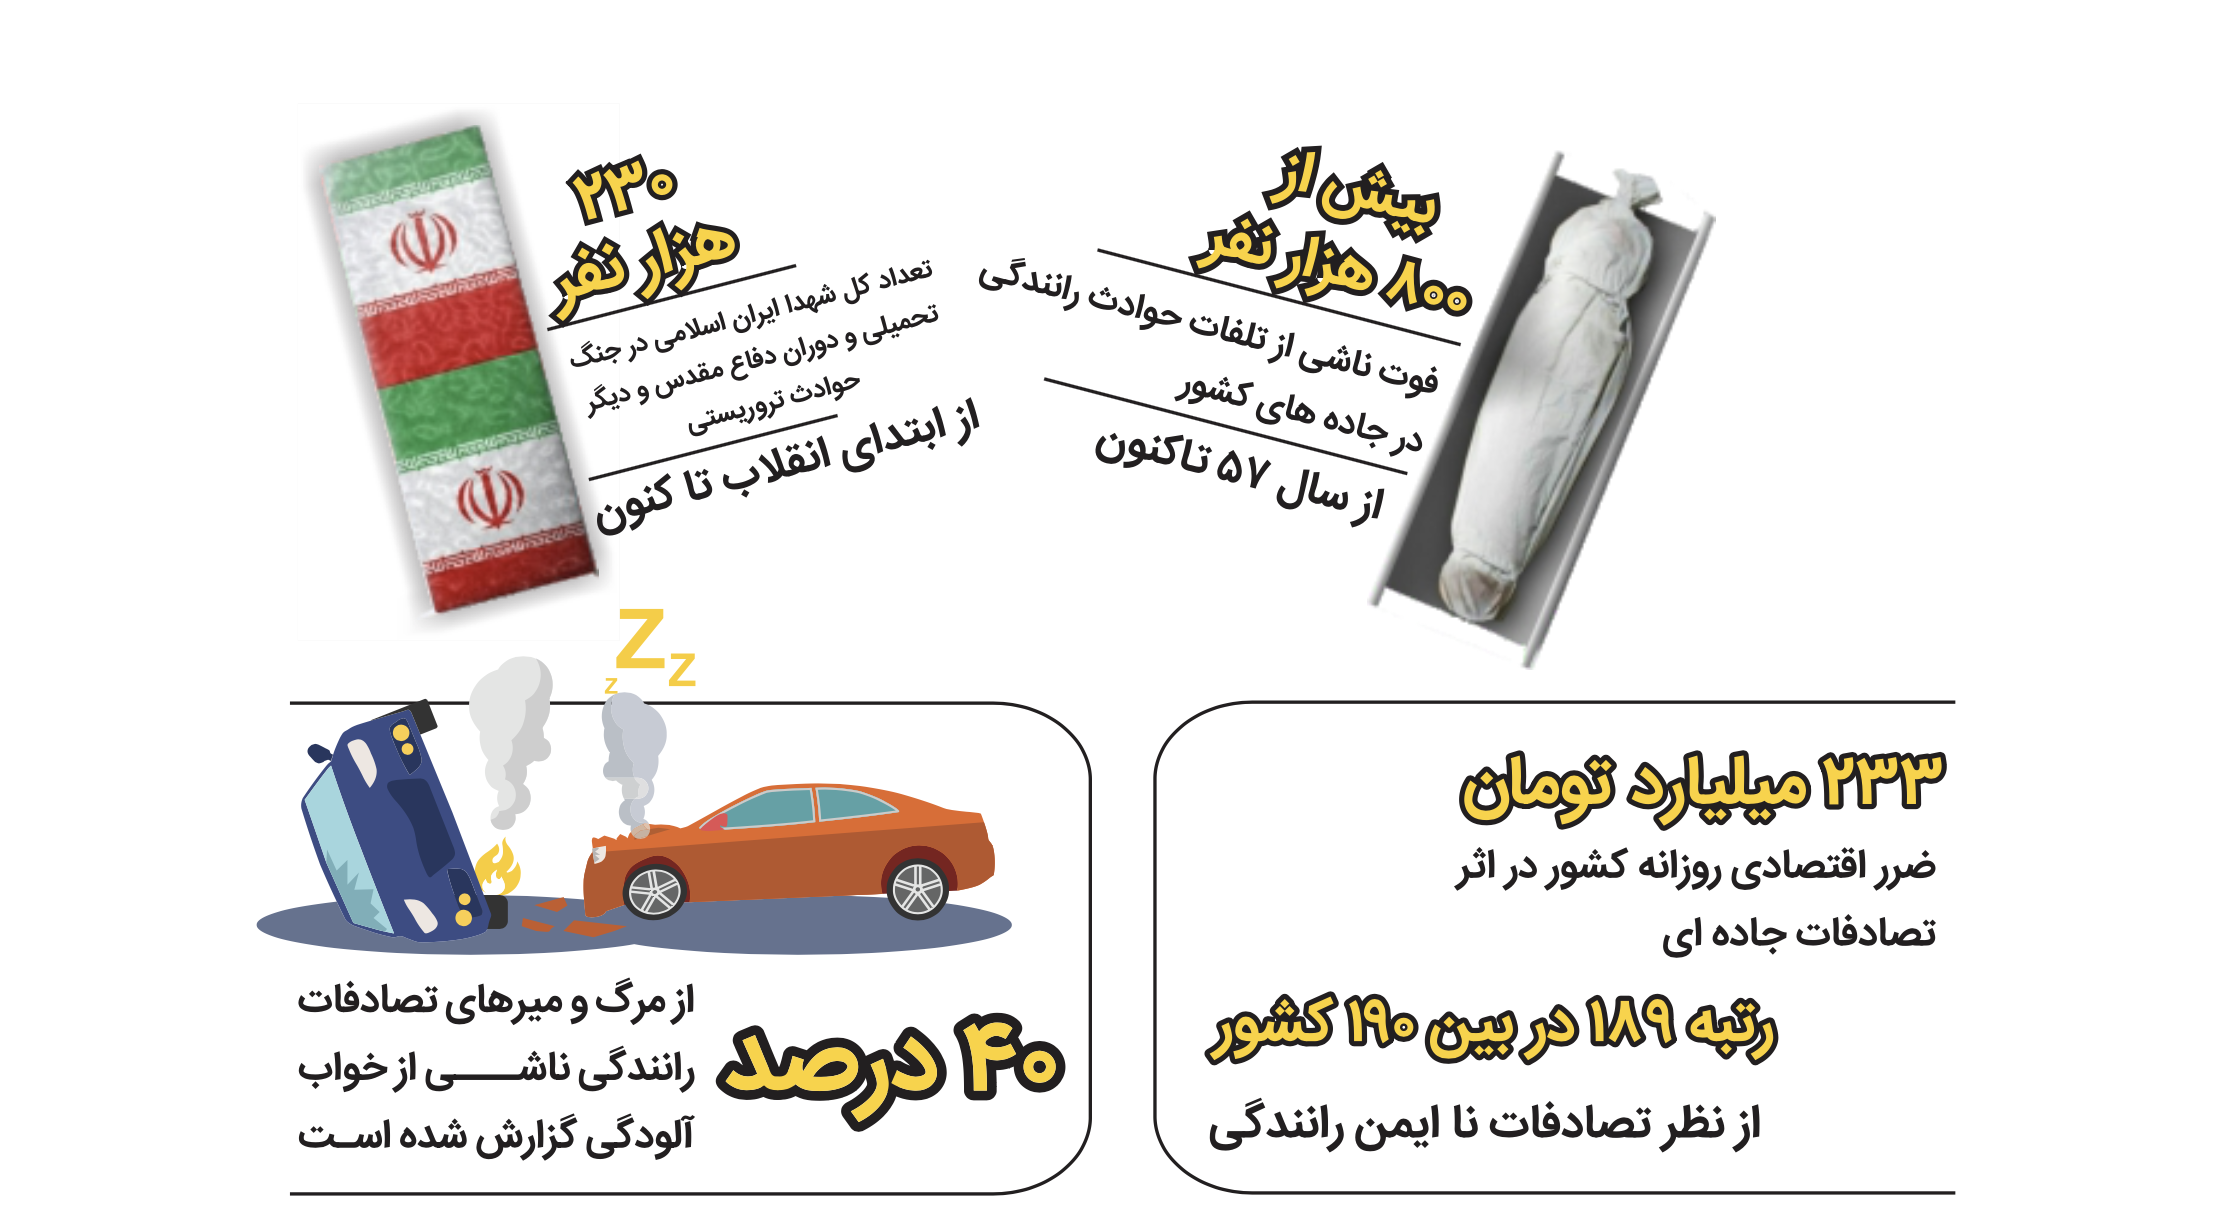 بیش از
۸۰۰ هزار نفر
فوت ناشی از تلفات حوادث رانندگی
در جاده های کشور
از سال ۵۷ تاکنون
۲۳۰
هزار نفر
تعداد کل شهدا ایران اسلامی در جنگ
تحمیلی و دوران دفاع مقدس و دیگر
حوادث تروریستی
از ابتدای انقلاب تا کنون
۲۳۳ میلیارد تومان
ضرر اقتصادی روزانه کشور در اثر
تصادفات جاده ای
رتبه ۱۸۹ در بین ۱۹۰ کشور
از نظر تصادفات نا ایمن رانندگی
Z z z
۴۰ درصد
از مرگ و میرهای تصادفات
رانندگی ناشــــی از خواب
آلودگی گزارش شده اسـت